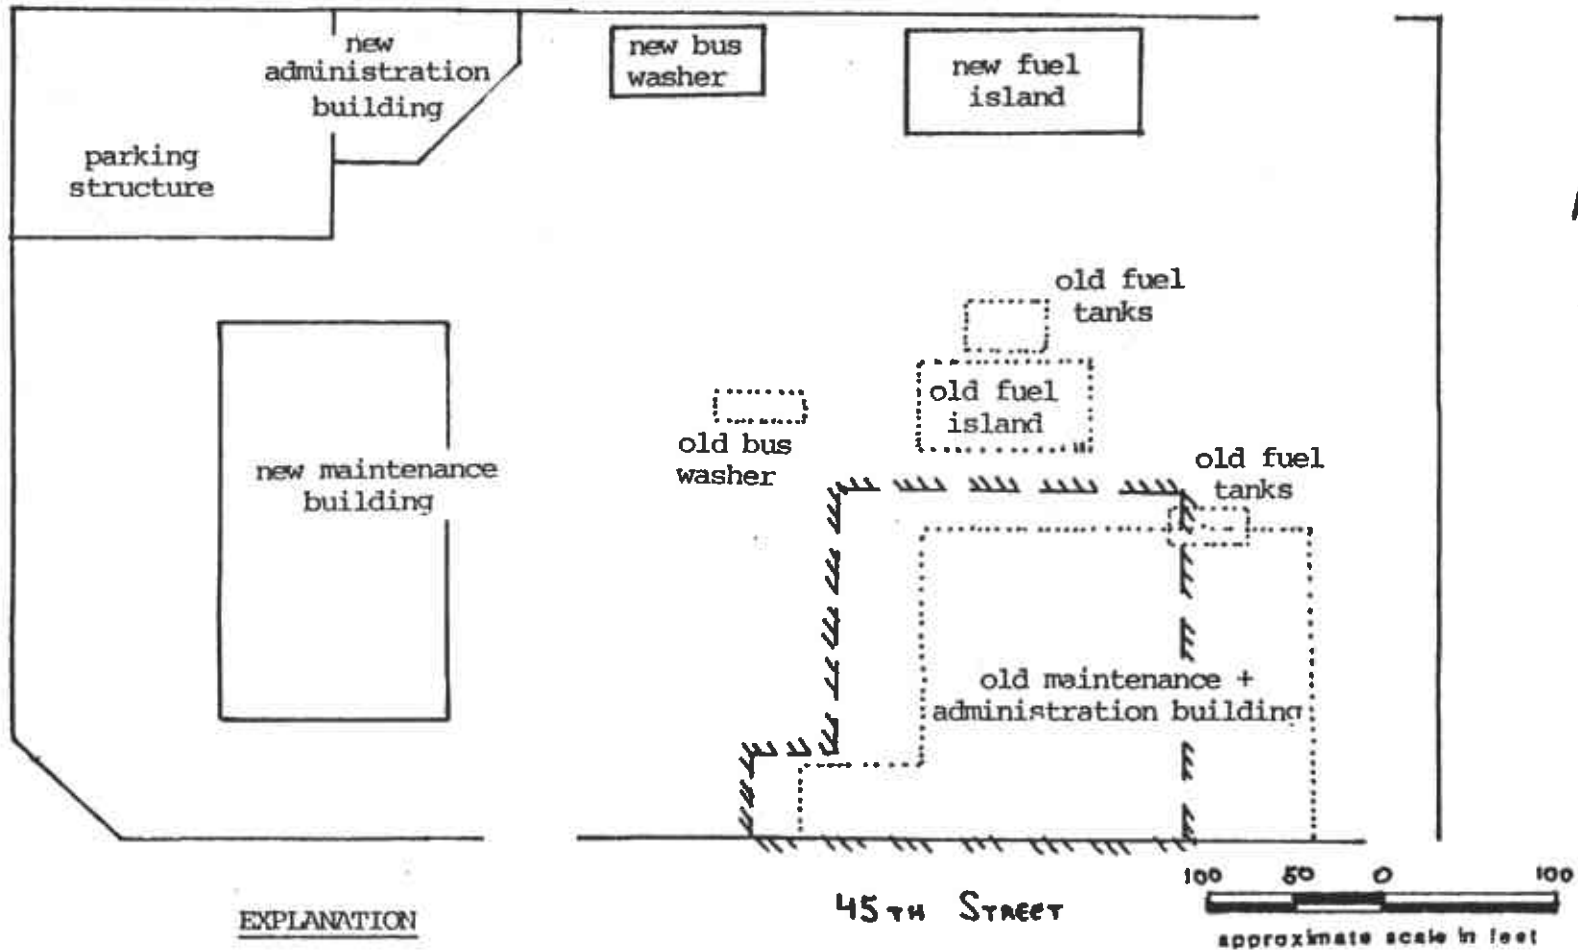 new
administration
building
new bus
washer
new fuel
island
parking
structure
old fuel
tanks
old fuel
island
old bus
washer
new maintenance
building
old fuel
tanks
old maintenance +
administration building
45TH STREET
100 50 0 100
approximate scale in feet
EXPLANATION